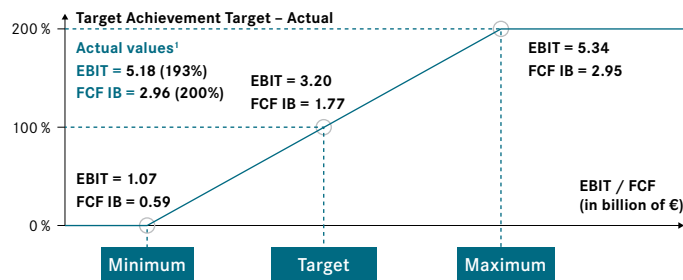 Target Achievement Target – Actual
200 %
Actual values¹
EBIT = 5.18 (193%)
FCF IB = 2.96 (200%)
EBIT = 5.34
FCF IB = 2.95
EBIT = 3.20
FCF IB = 1.77
100 %
EBIT = 1.07
FCF IB = 0.59
EBIT / FCF
(in billion of €)
0 %
Minimum
Target
Maximum